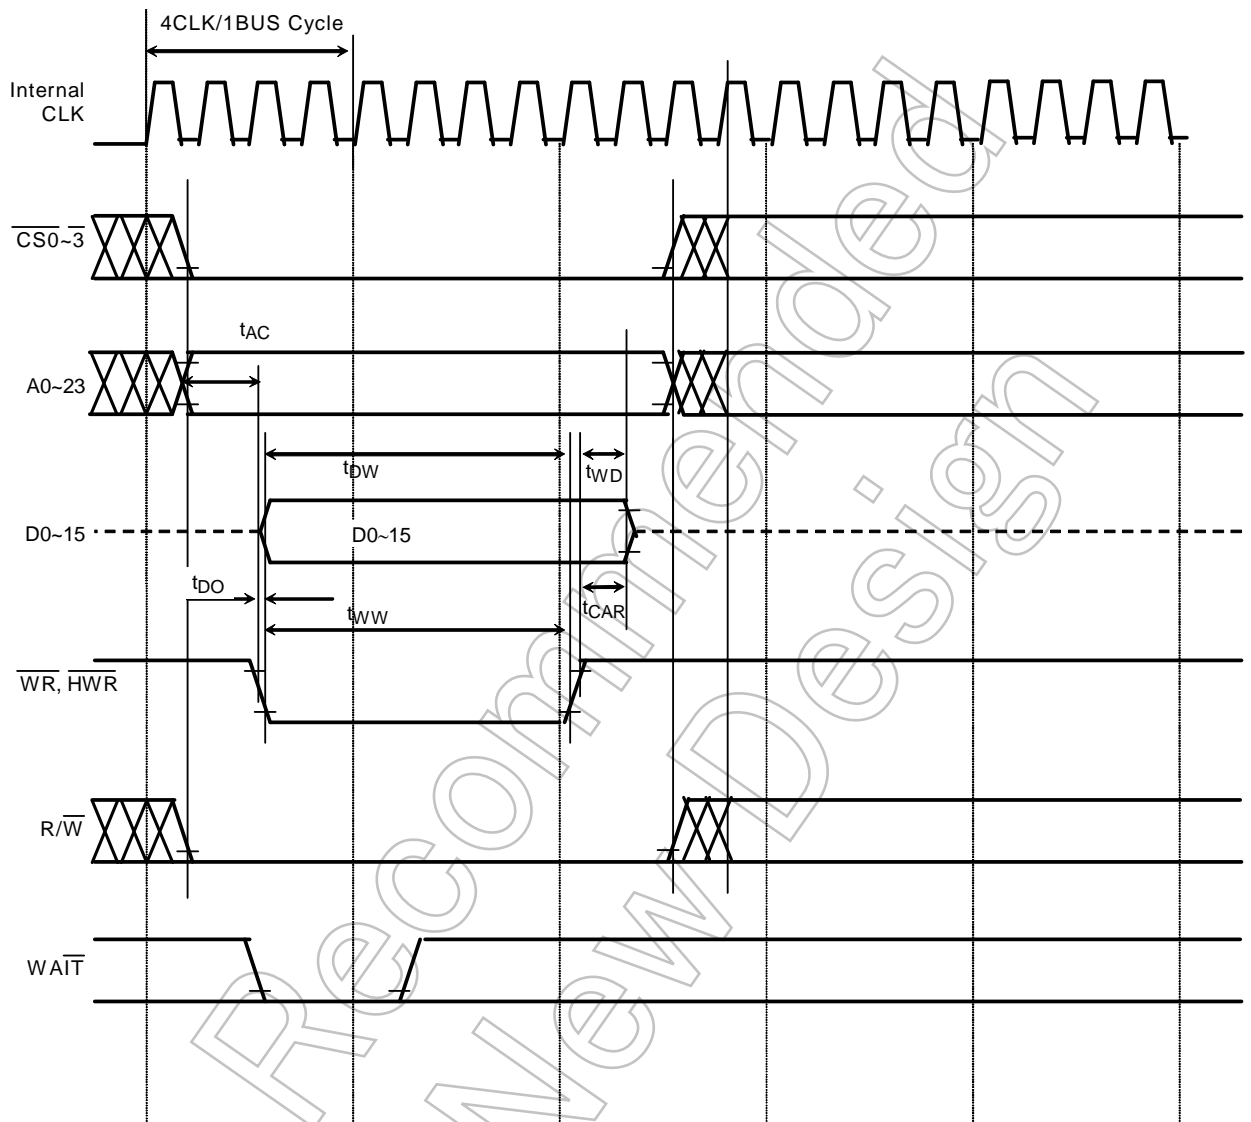 4CLK/1BUS Cycle
Internal
CLK
CS0~3
tAC
A0~23
tDW
tWD
D0~15
D0~15
tDO
tWW
tCAR
WR, HWR
R/W
WAIT
Recommended
New Design